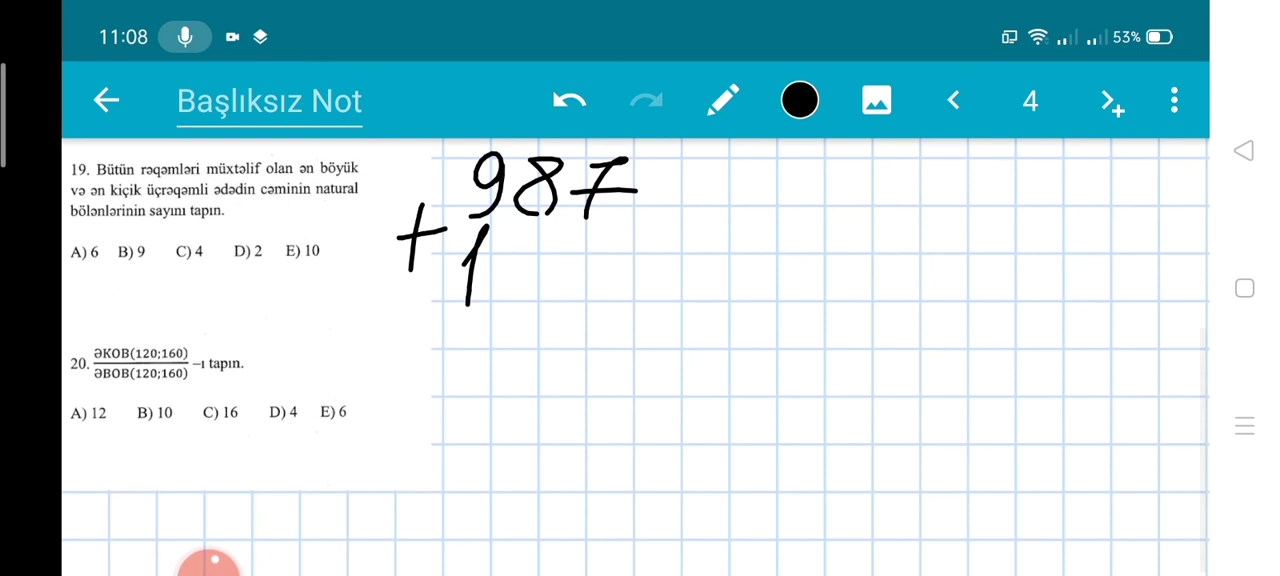 11:08
53%
Başlıksız Not
4
19. Bütün rəqəmləri müxtəlif olan ən böyük
və ən kiçik üçrəqəmli ədədin cəminin natural
bölənlərinin sayını tapın.
A) 6 B) 9 C) 4 D) 2 E) 10
987
+ 1
20. ƏKOB(120;160)
ƏBOB(120;160) –ı tapın.
A) 12 B) 10 C) 16 D) 4 E) 6